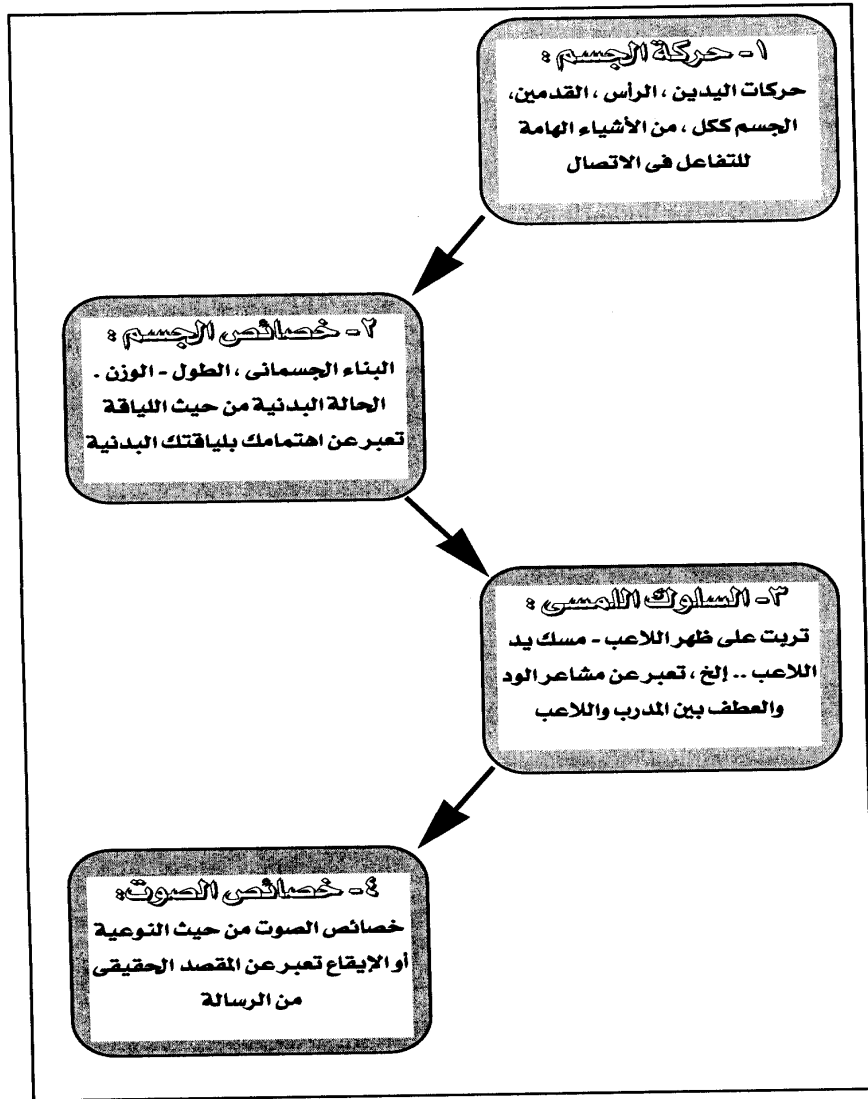 ١- حركة الجسم :
حركات اليدين ، الرأس ، القدمين،
الجسم ككل ، من الأشياء الهامة
للتفاعل فى الاتصال
٢- خصائص الجسم :
البناء الجسمانى ، الطول - الوزن .
الحالة البدنية من حيث اللياقة
تعبر عن اهتمامك بلياقتك البدنية
٣- السلوك اللمسى :
تربت على ظهر اللاعب - مسك يد
اللاعب .. إلخ ، تعبر عن مشاعر الود
والعطف بين المدرب واللاعب
٤- خصائص الصوت:
خصائص الصوت من حيث النوعية
أو الإيقاع تعبر عن المقصد الحقيقى
من الرسالة